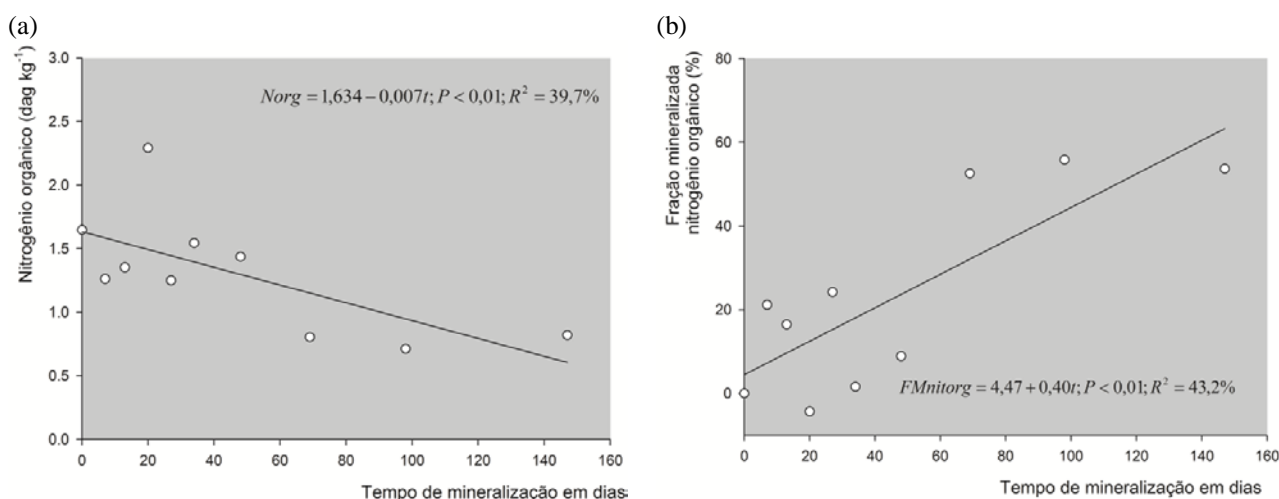 (a)
Nitrogênio orgânico (dag kg⁻¹)
3.0
2.5
2.0
1.5
1.0
0.5
0.0
Norg = 1,634 − 0,007t; P < 0,01; R² = 39,7%
0 20 40 60 80 100 120 140 160
Tempo de mineralização em dias
(b)
Fração mineralizada
nitrogênio orgânico (%)
80
60
40
20
0
FMnitorg = 4,47 + 0,40t; P < 0,01; R² = 43,2%
0 20 40 60 80 100 120 140 160
Tempo de mineralização em dias